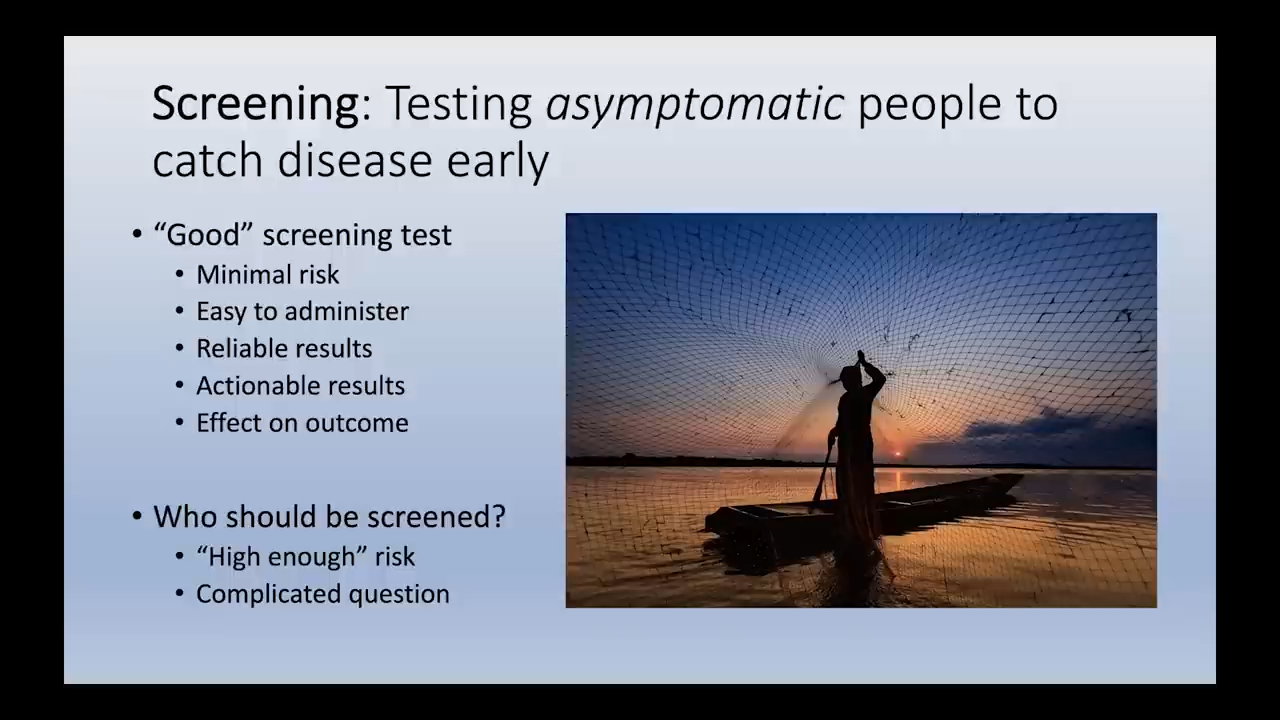 Screening: Testing asymptomatic people to
catch disease early
• “Good” screening test
• Minimal risk
• Easy to administer
• Reliable results
• Actionable results
• Effect on outcome
• Who should be screened?
• “High enough” risk
• Complicated question